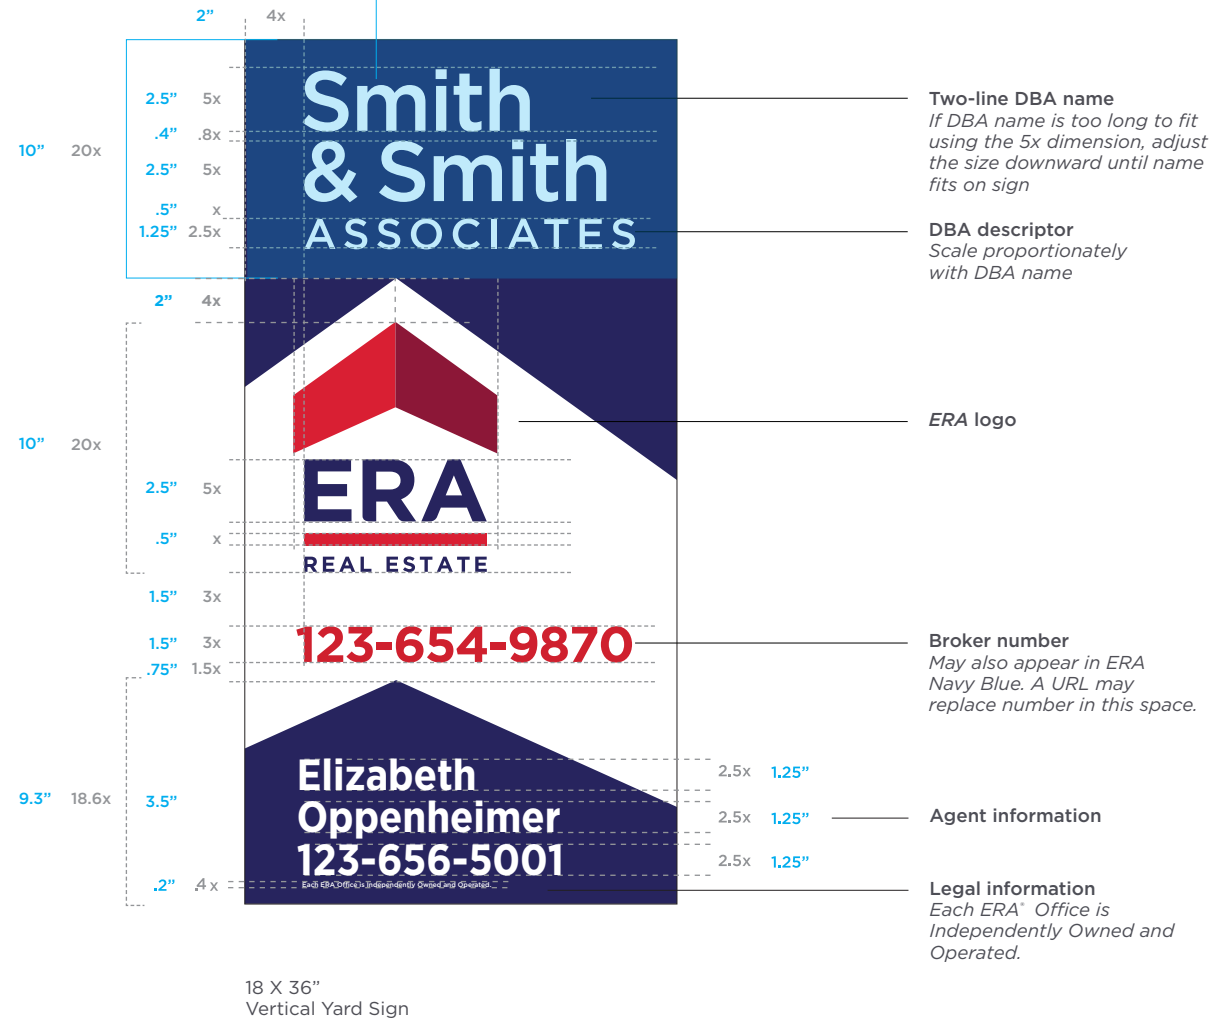 2” 4x
Smith
& Smith
ASSOCIATES
10” 20x
2.5” 5x
.4” .8x
2.5” 5x
.5” x
1.25” 2.5x
Two-line DBA name
If DBA name is too long to fit
using the 5x dimension, adjust
the size downward until name
fits on sign
DBA descriptor
Scale proportionately
with DBA name
2” 4x
10” 20x
2.5” 5x
.5” x
ERA
REAL ESTATE
ERA logo
1.5” 3x
1.5” 3x
.75” 1.5x
123-654-9870
Broker number
May also appear in ERA
Navy Blue. A URL may
replace number in this space.
9.3” 18.6x
3.5”
.2” .4 x
Elizabeth
Oppenheimer
123-656-5001
Each ERA Office is Independently Owned and Operated.
2.5x 1.25”
2.5x 1.25”
2.5x 1.25”
Agent information
Legal information
Each ERA® Office is
Independently Owned and
Operated.
18 X 36”
Vertical Yard Sign